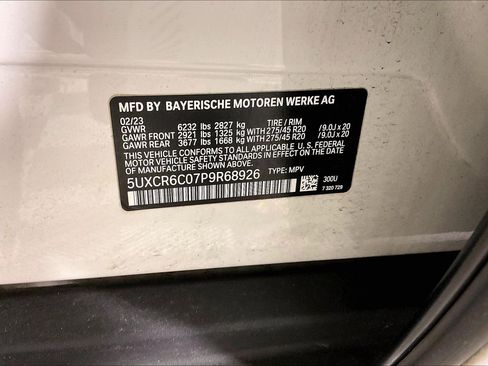 MFD BY BAYERISCHE MOTOREN WERKE AG
02/23
GVWR 6232 lbs 2827 kg TIRE / RIM
GAWR FRONT 2921 lbs 1325 kg WITH 275/45 R20 /9.0J x 20
GAWR REAR 3677 lbs 1668 kg WITH 275/45 R20 /9.0J x 20
THIS VEHICLE CONFORMS TO ALL APPLICABLE U. S. FEDERAL
MOTOR VEHICLE SAFETY STANDARDS IN EFFECT ON THE DATE
OF MANUFACTURE SHOWN ABOVE.
5UXCR6C07P9R68926 TYPE: MPV 300U
7 320 729